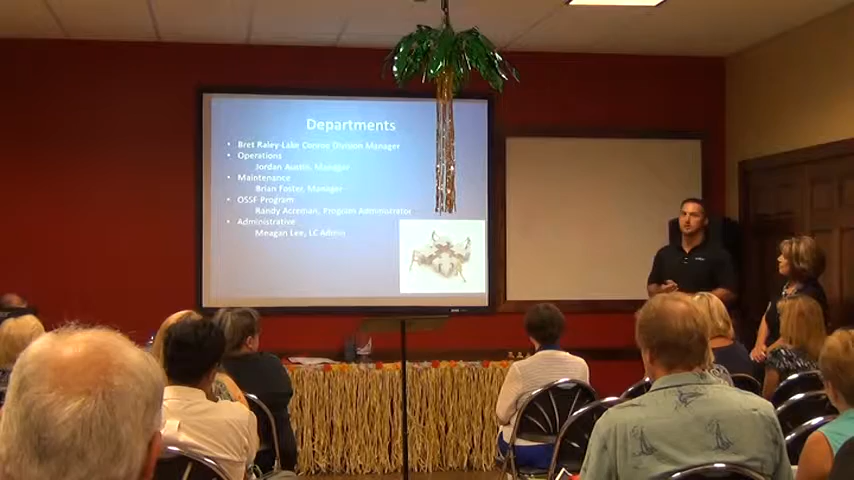 Departments
• Bret Raley-Lake Conroe Division Manager
• Operations
Jordan Austin, Manager
• Maintenance
Brian Foster, Manager
• OSSF Program
Randy Acreman, Program Administrator
• Administrative
Meagan Lee, LC Admin